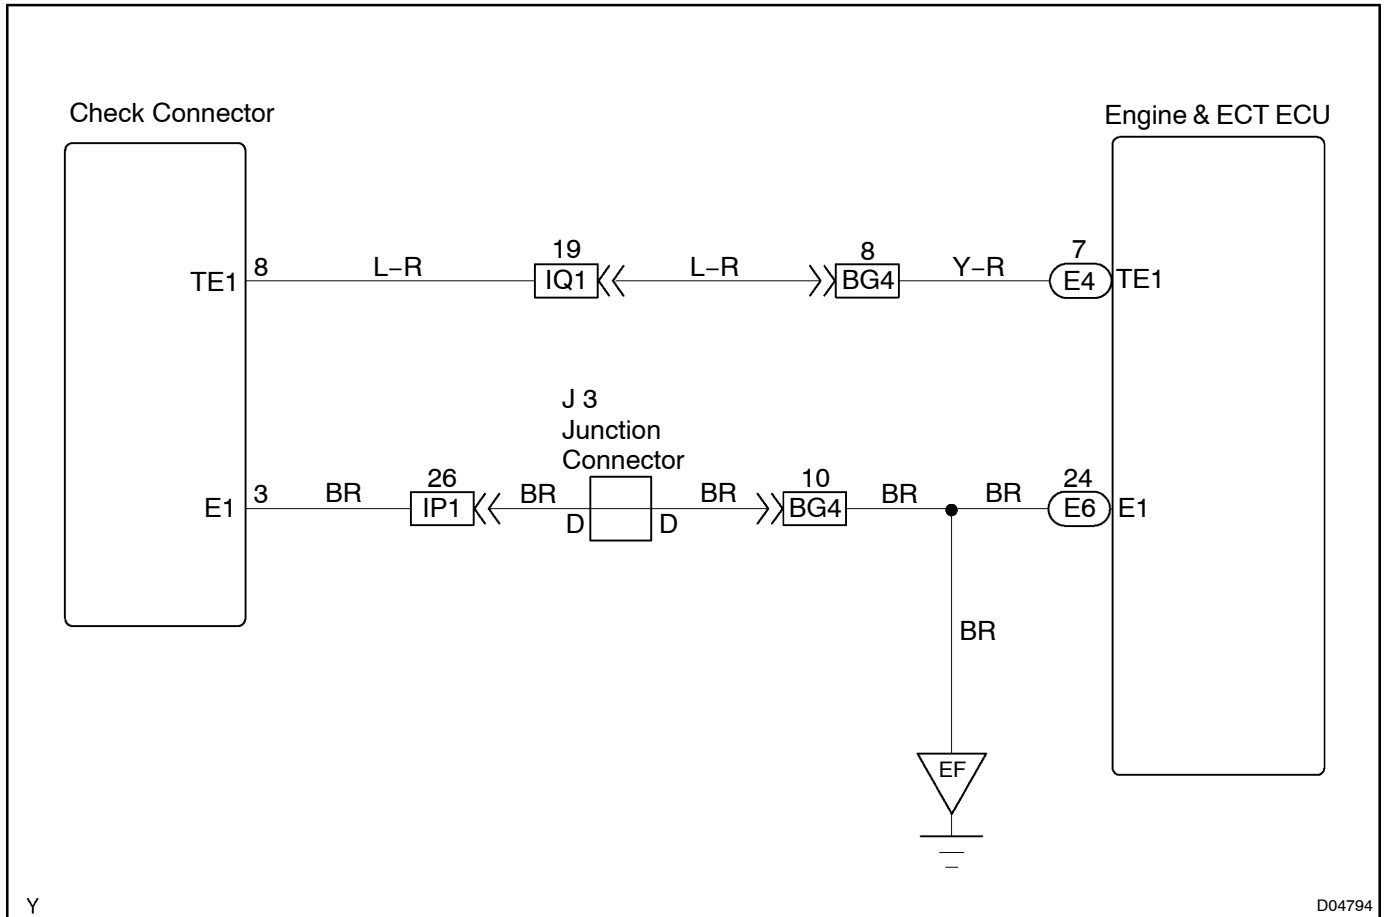 Check Connector
Engine & ECT ECU
TE1
8
L-R
19
IQ1
L-R
8
BG4
Y-R
7
E4
TE1
J 3
Junction
Connector
E1
3
BR
26
IP1
BR
D
D
BR
10
BG4
BR
BR
24
E6
E1
BR
EF
Y
D04794